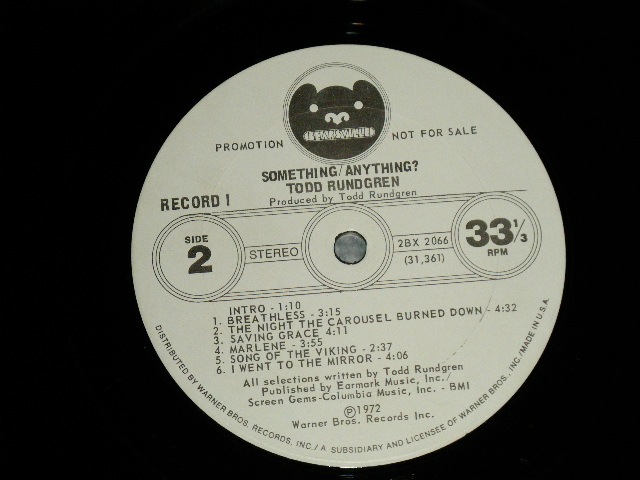 BEARSVILLE
PROMOTION NOT FOR SALE
SOMETHING/ANYTHING?
TODD RUNDGREN
Produced by Todd Rundgren
RECORD 1
SIDE
2
STEREO
2BX 2066
(31,361)
33 1/3
RPM
INTRO - 1:10
1. BREATHLESS - 3:15
2. THE NIGHT THE CAROUSEL BURNED DOWN - 4:32
3. SAVING GRACE 4:11
4. MARLENE - 3:55
5. SONG OF THE VIKING - 2:37
6. I WENT TO THE MIRROR - 4:06
All selections written by Todd Rundgren
Published by Earmark Music, Inc./
Screen Gems-Columbia Music, Inc. - BMI
Ⓟ1972
Warner Bros. Records Inc.
DISTRIBUTED BY WARNER BROS. RECORDS, INC./A SUBSIDIARY AND LICENSEE OF WARNER BROS., INC./MADE IN U.S.A.